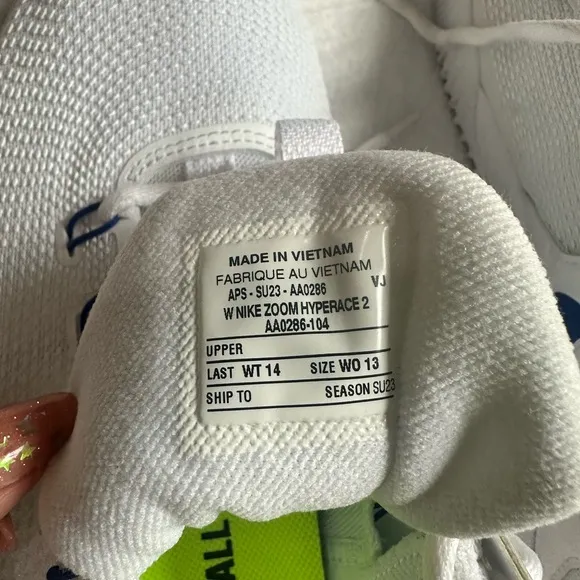 MADE IN VIETNAM
FABRIQUE AU VIETNAM
APS - SU23 - AA0286 VJ
W NIKE ZOOM HYPERACE 2
AA0286-104
UPPER
LAST WT 14 SIZE WO 13
SHIP TO SEASON SU23
ALL